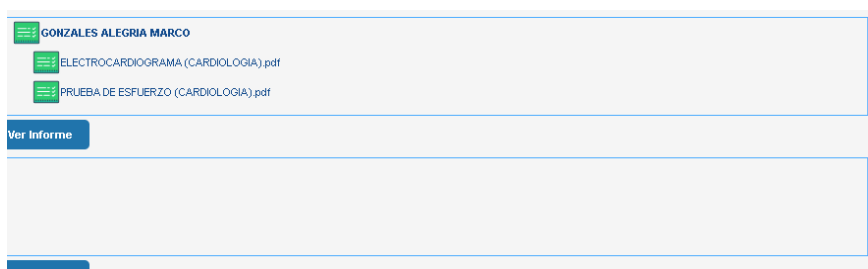 GONZALES ALEGRIA MARCO
ELECTROCARDIOGRAMA (CARDIOLOGIA).pdf
PRUEBA DE ESFUERZO (CARDIOLOGIA).pdf
Ver Informe